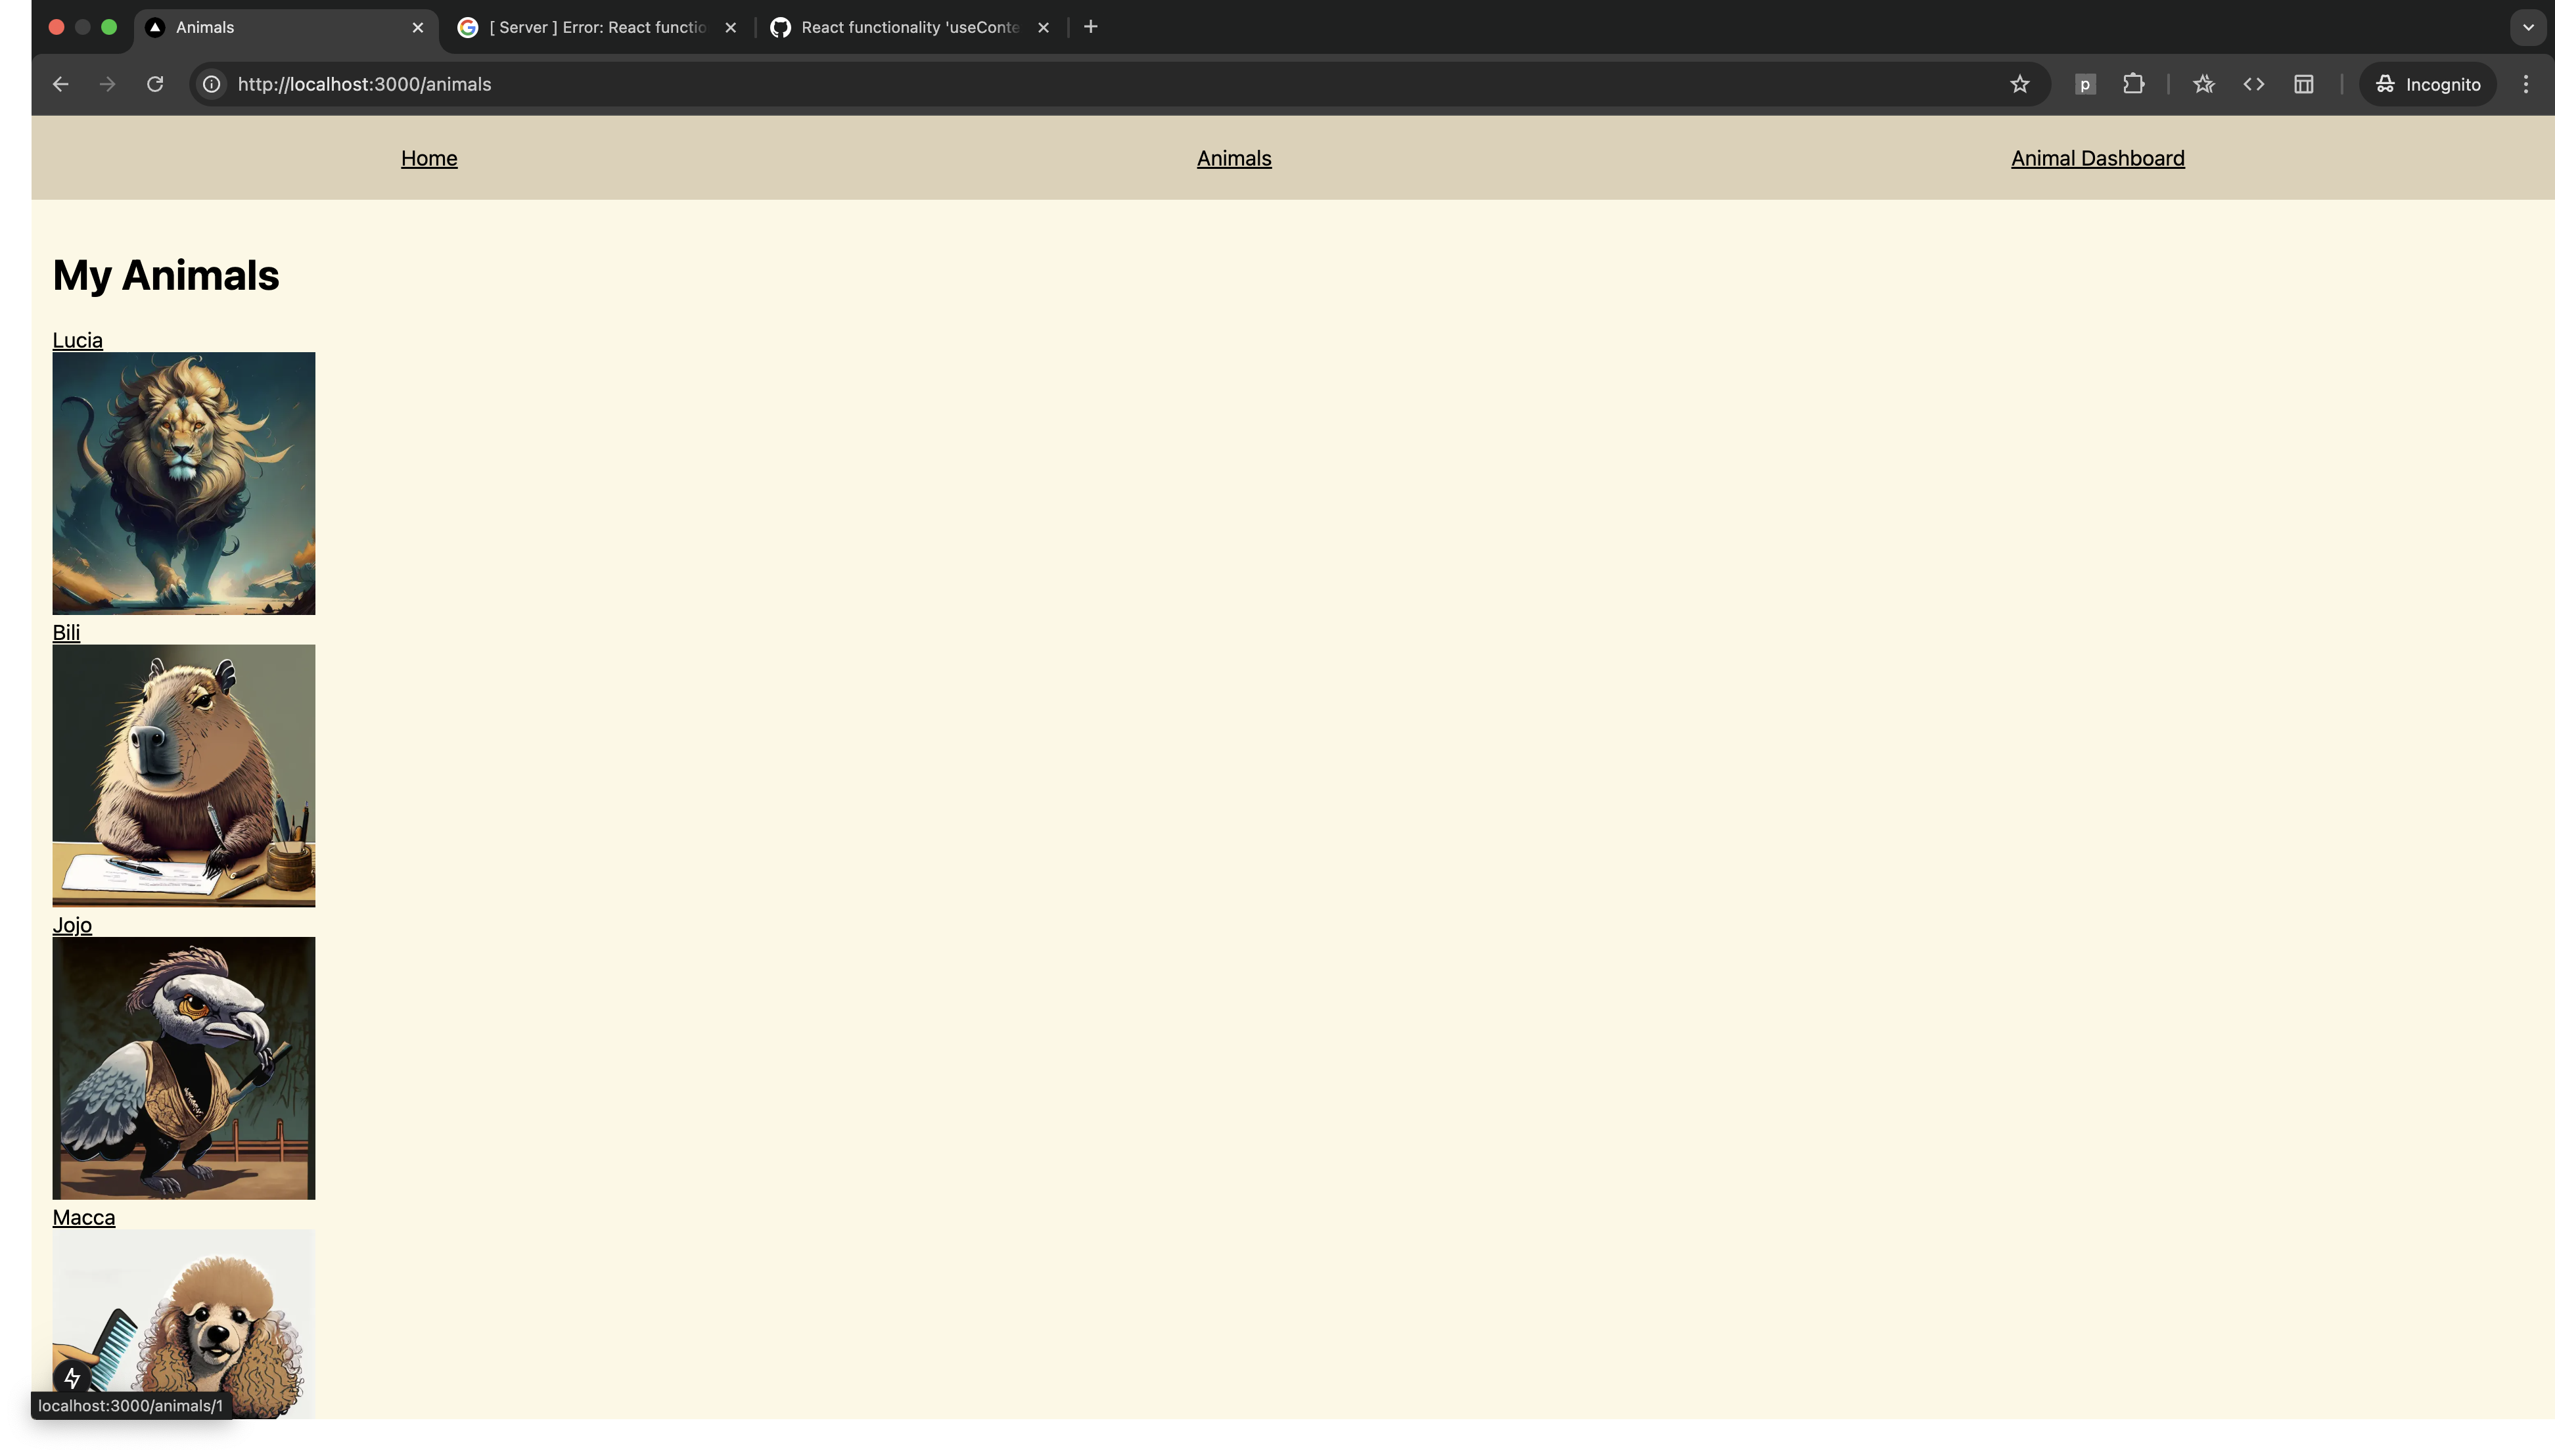 Animals
[ Server ] Error: React functio
React functionality 'useConte
http://localhost:3000/animals
p
Incognito
Home
Animals
Animal Dashboard
My Animals
Lucia
Bili
Jojo
Macca
localhost:3000/animals/1